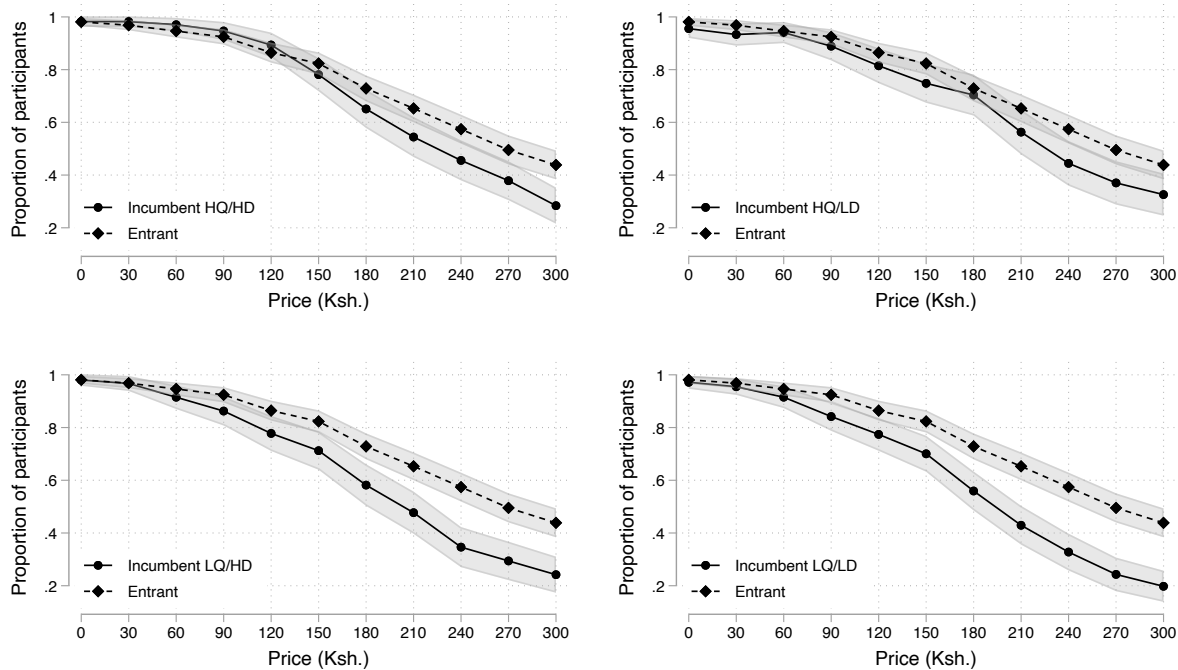 Proportion of participants
1
.8
.6
.4
.2
Incumbent HQ/HD
Entrant
0 30 60 90 120 150 180 210 240 270 300
Price (Ksh.)
Proportion of participants
1
.8
.6
.4
.2
Incumbent HQ/LD
Entrant
0 30 60 90 120 150 180 210 240 270 300
Price (Ksh.)
Proportion of participants
1
.8
.6
.4
.2
Incumbent LQ/HD
Entrant
0 30 60 90 120 150 180 210 240 270 300
Price (Ksh.)
Proportion of participants
1
.8
.6
.4
.2
Incumbent LQ/LD
Entrant
0 30 60 90 120 150 180 210 240 270 300
Price (Ksh.)